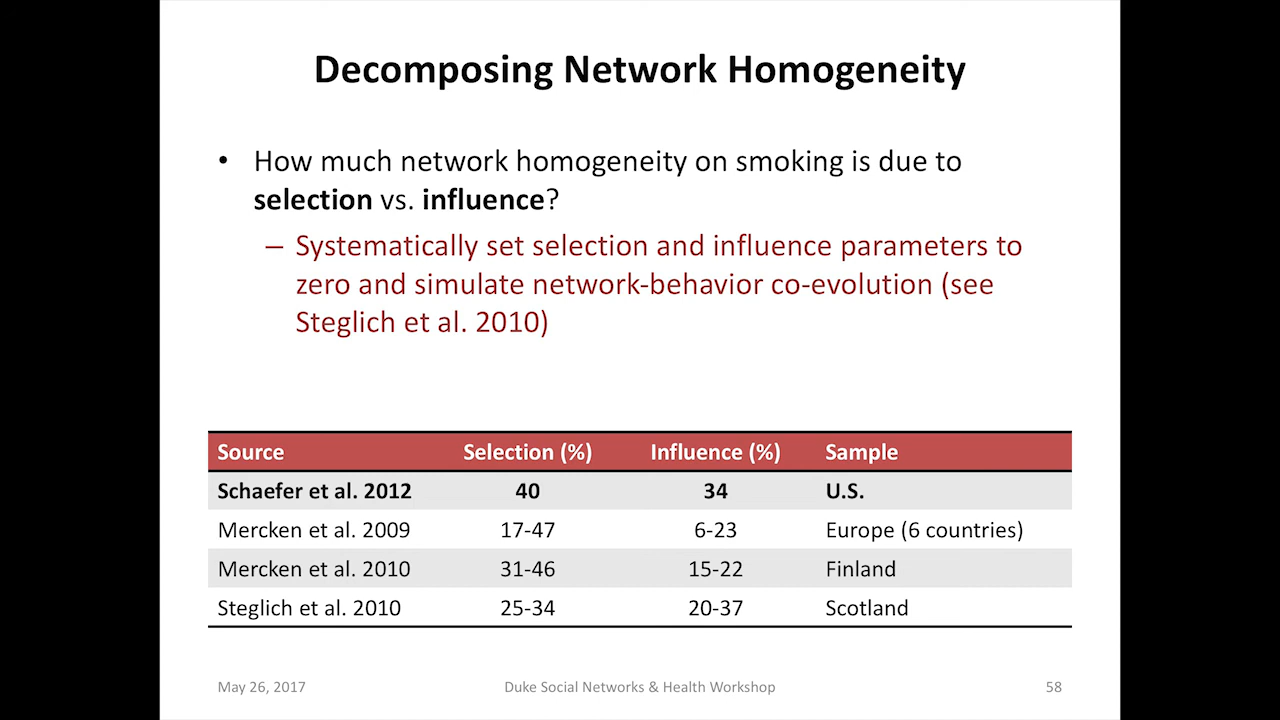 Decomposing Network Homogeneity
• How much network homogeneity on smoking is due to
selection vs. influence?
– Systematically set selection and influence parameters to
zero and simulate network-behavior co-evolution (see
Steglich et al. 2010)
Source Selection (%) Influence (%) Sample
Schaefer et al. 2012 40 34 U.S.
Mercken et al. 2009 17-47 6-23 Europe (6 countries)
Mercken et al. 2010 31-46 15-22 Finland
Steglich et al. 2010 25-34 20-37 Scotland
May 26, 2017 Duke Social Networks & Health Workshop 58